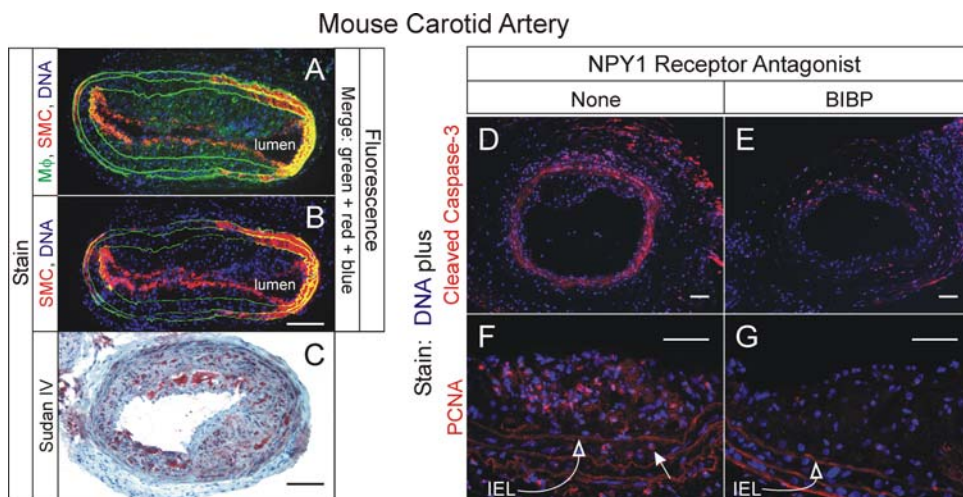 Mouse Carotid Artery
Stain
Mϕ, SMC, DNA
A
lumen
SMC, DNA
B
lumen
Fluorescence
Merge: green + red + blue
Sudan IV
C
NPY1 Receptor Antagonist
None
BIBP
Stain: DNA plus
Cleaved Caspase-3
D
E
PCNA
F
IEL
G
IEL